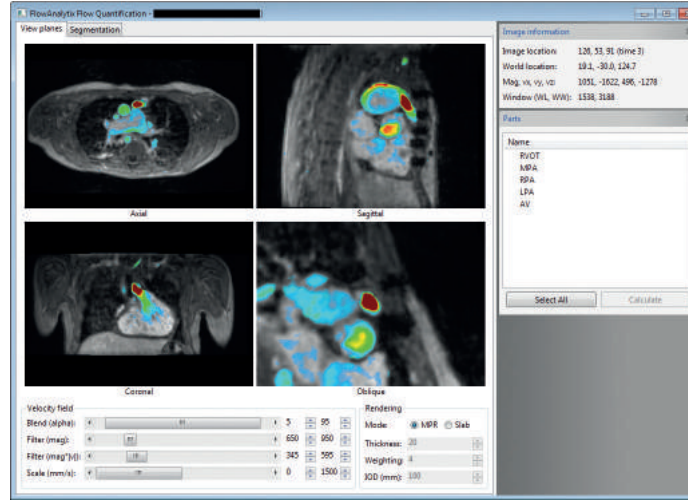 FlowAnalytix Flow Quantification -
View planes Segmentation
Axial
Sagittal
Coronal
Oblique
Velocity field
Blend (alpha): 5 95
Filter (mag): 650 950
Filter (mag*|v|): 345 595
Scale (mm/s): 0 1500
Rendering
Mode: MPR Slab
Thickness: 20
Weighting: 4
IOD (mm): 100
Image information
Image location: 126, 53, 91 (time 3)
World location: 19.1, -30.0, 124.7
Mag, vx, vy, vz: 1051, -1622, 496, -1278
Window (WL, WW): 1538, 3188
Parts
Name
RVOT
MPA
RPA
LPA
AV
Select All Calculate